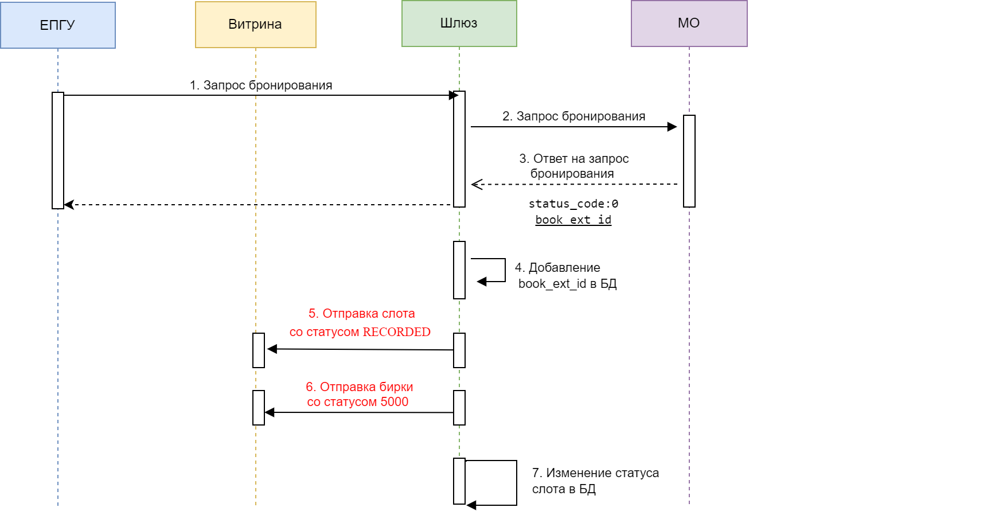 ЕПГУ
Витрина
Шлюз
МО
1. Запрос бронирования
2. Запрос бронирования
3. Ответ на запрос
бронирования
status_code:0
book_ext_id
4. Добавление
book_ext_id в БД
5. Отправка слота
со статусом RECORDED
6. Отправка бирки
со статусом 5000
7. Изменение статуса
слота в БД